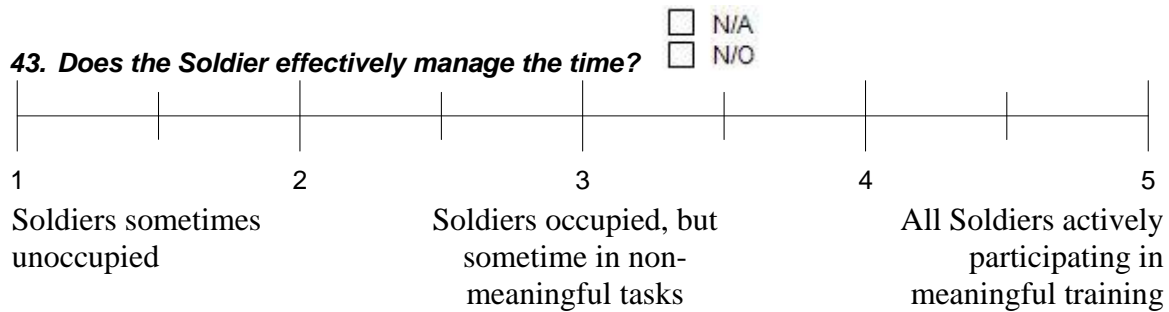 N/A
43. Does the Soldier effectively manage the time?
N/O
1 2 3 4 5
Soldiers sometimes unoccupied
Soldiers occupied, but sometime in non-meaningful tasks
All Soldiers actively participating in meaningful training